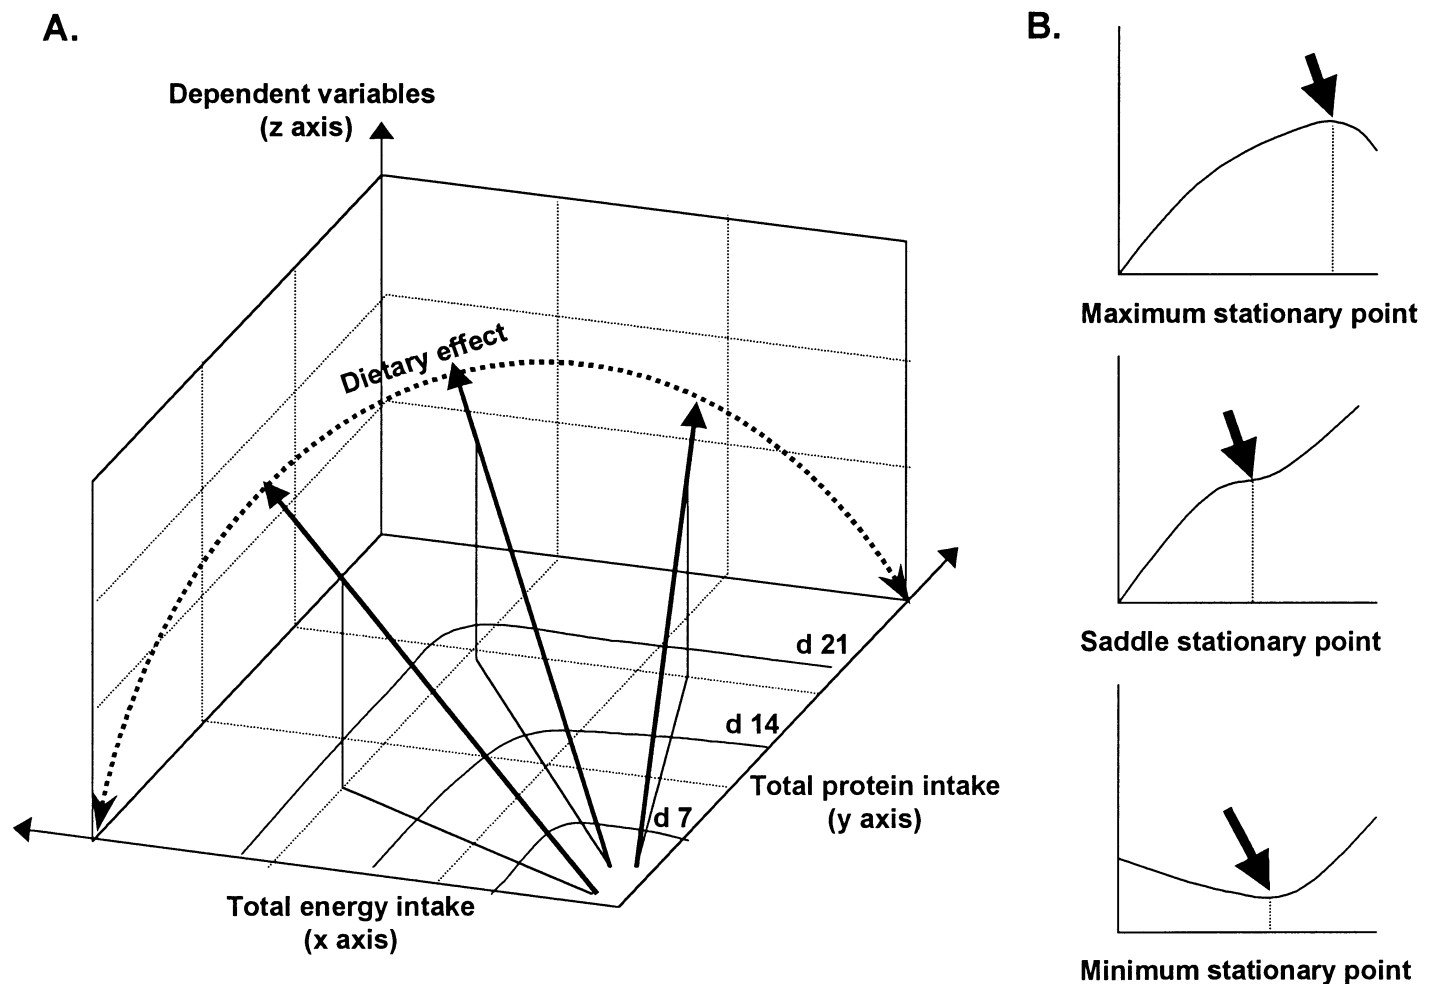 A.
Dependent variables
(z axis)
Dietary effect
d 21
d 14
d 7
Total protein intake
(y axis)
Total energy intake
(x axis)
B.
Maximum stationary point
Saddle stationary point
Minimum stationary point